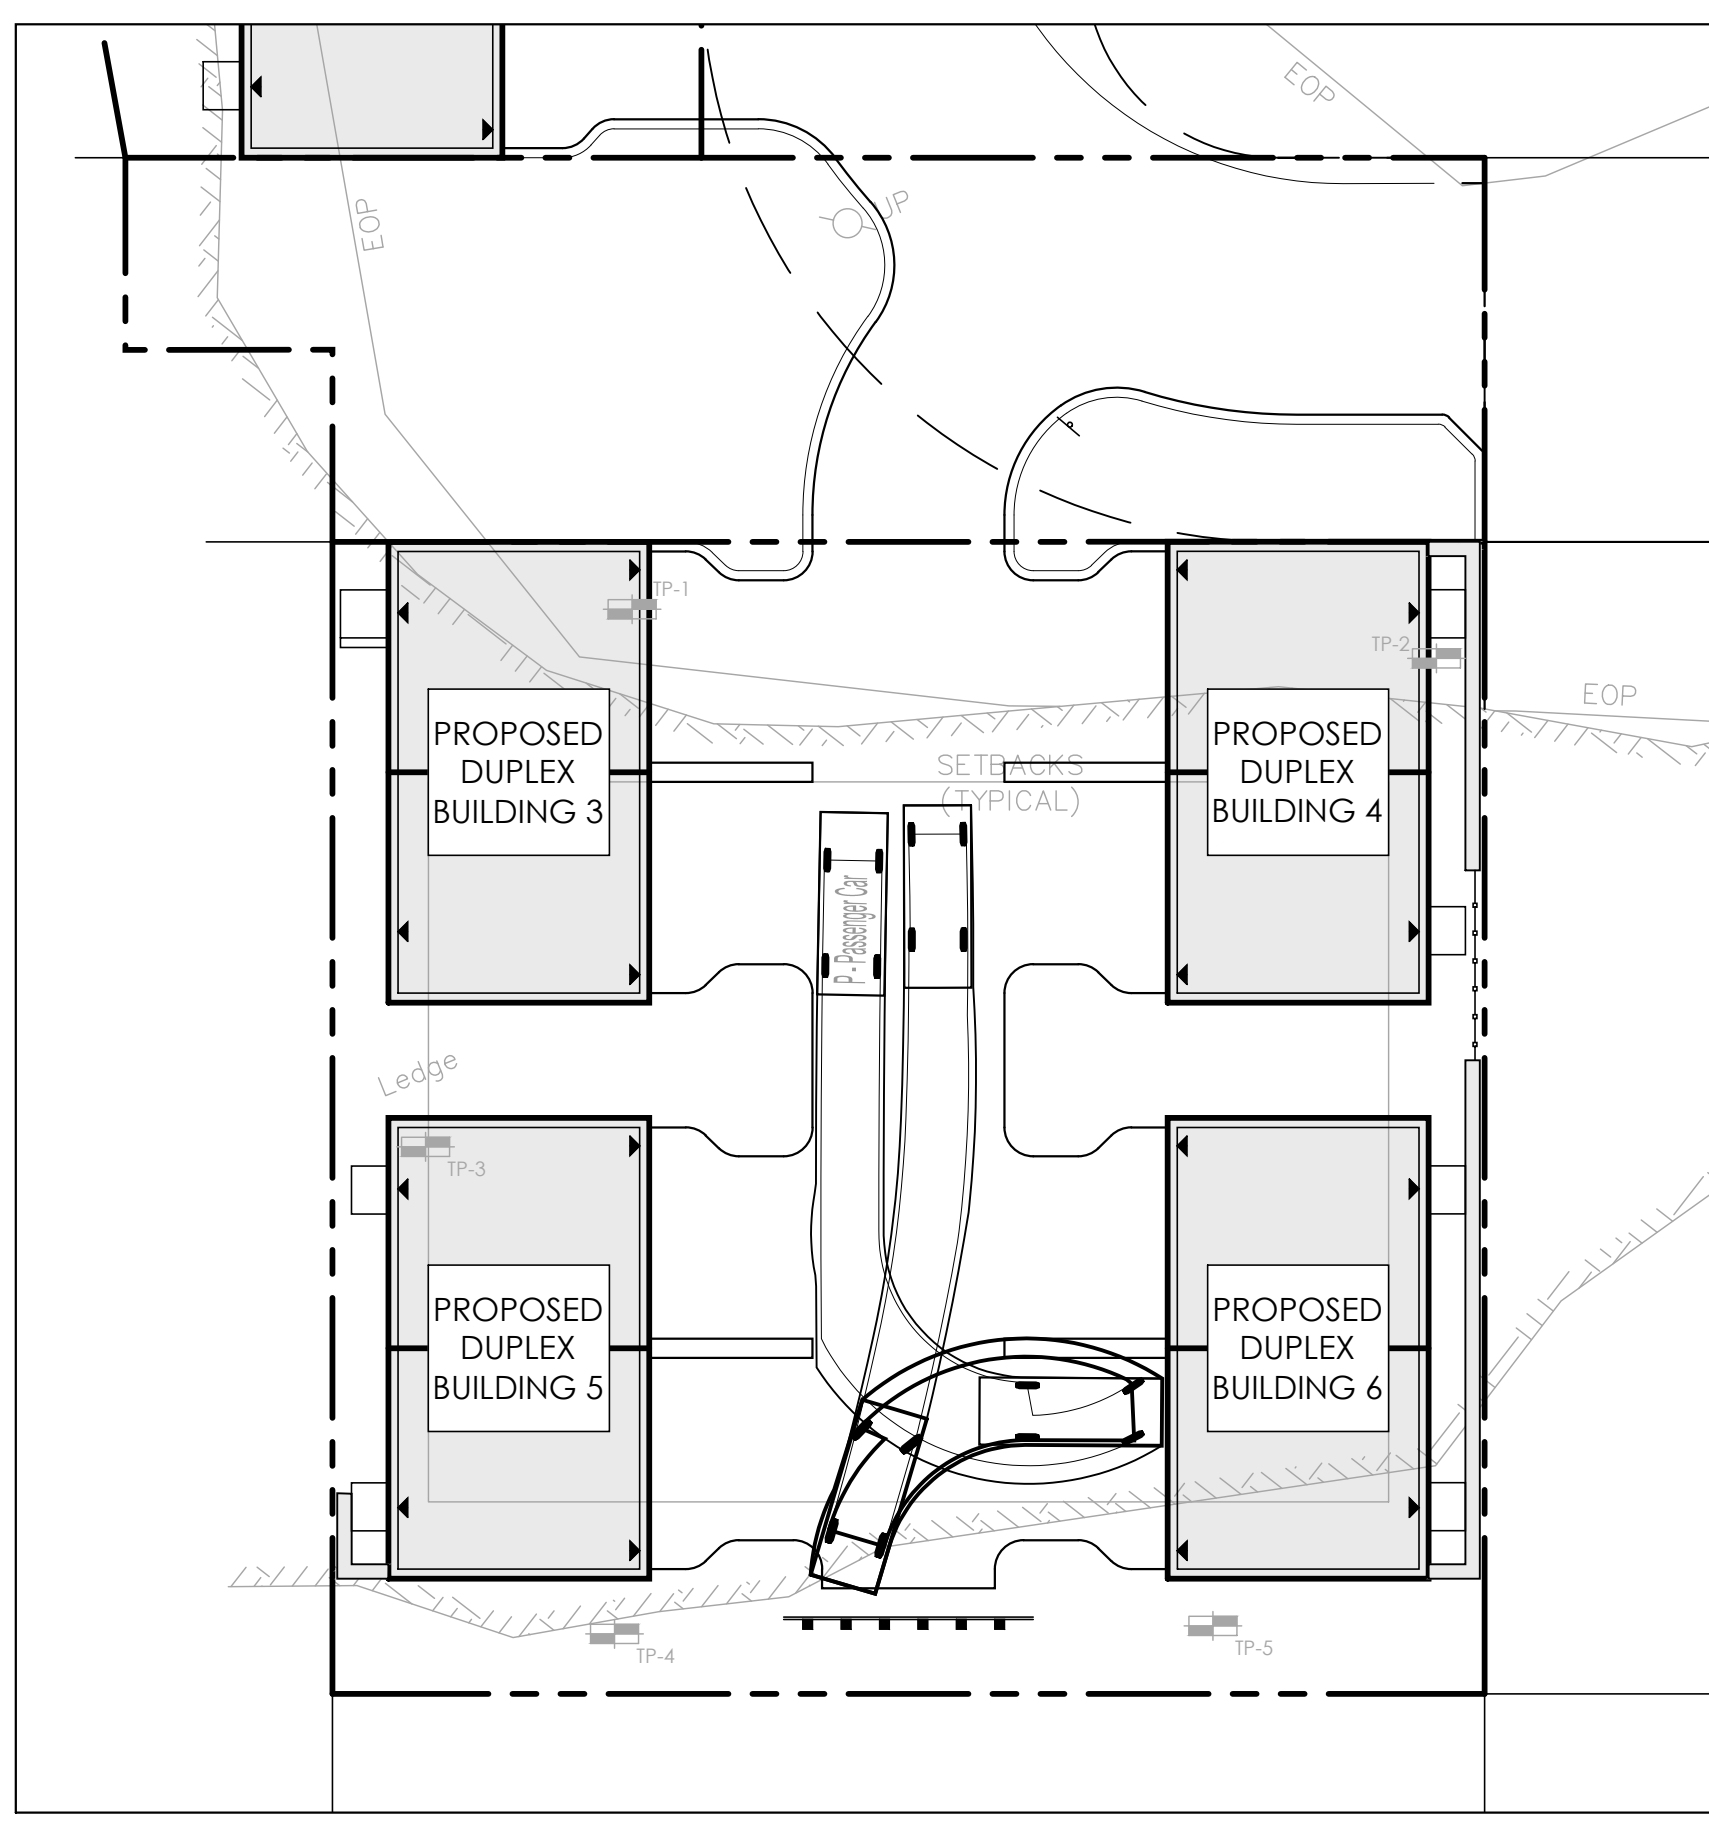 EOP
EOP
UP
TP-1
TP-2
EOP
PROPOSED
DUPLEX
BUILDING 3
SETBACKS
(TYPICAL)
PROPOSED
DUPLEX
BUILDING 4
P - Passenger Car
Ledge
TP-3
PROPOSED
DUPLEX
BUILDING 5
PROPOSED
DUPLEX
BUILDING 6
TP-4
TP-5